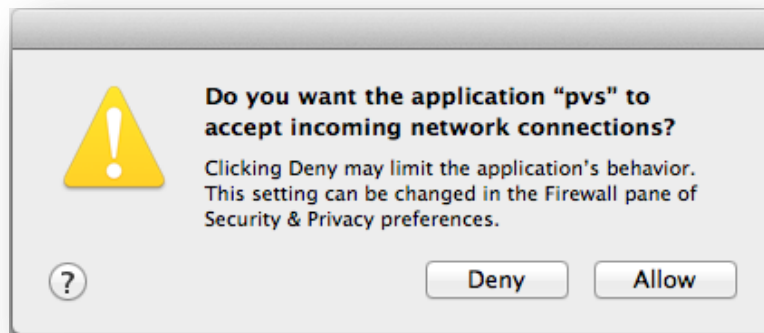 Do you want the application “pvs" to
accept incoming network connections?
Clicking Deny may limit the application’s behavior.
This setting can be changed in the Firewall pane of
Security & Privacy preferences.
?
Deny
Allow